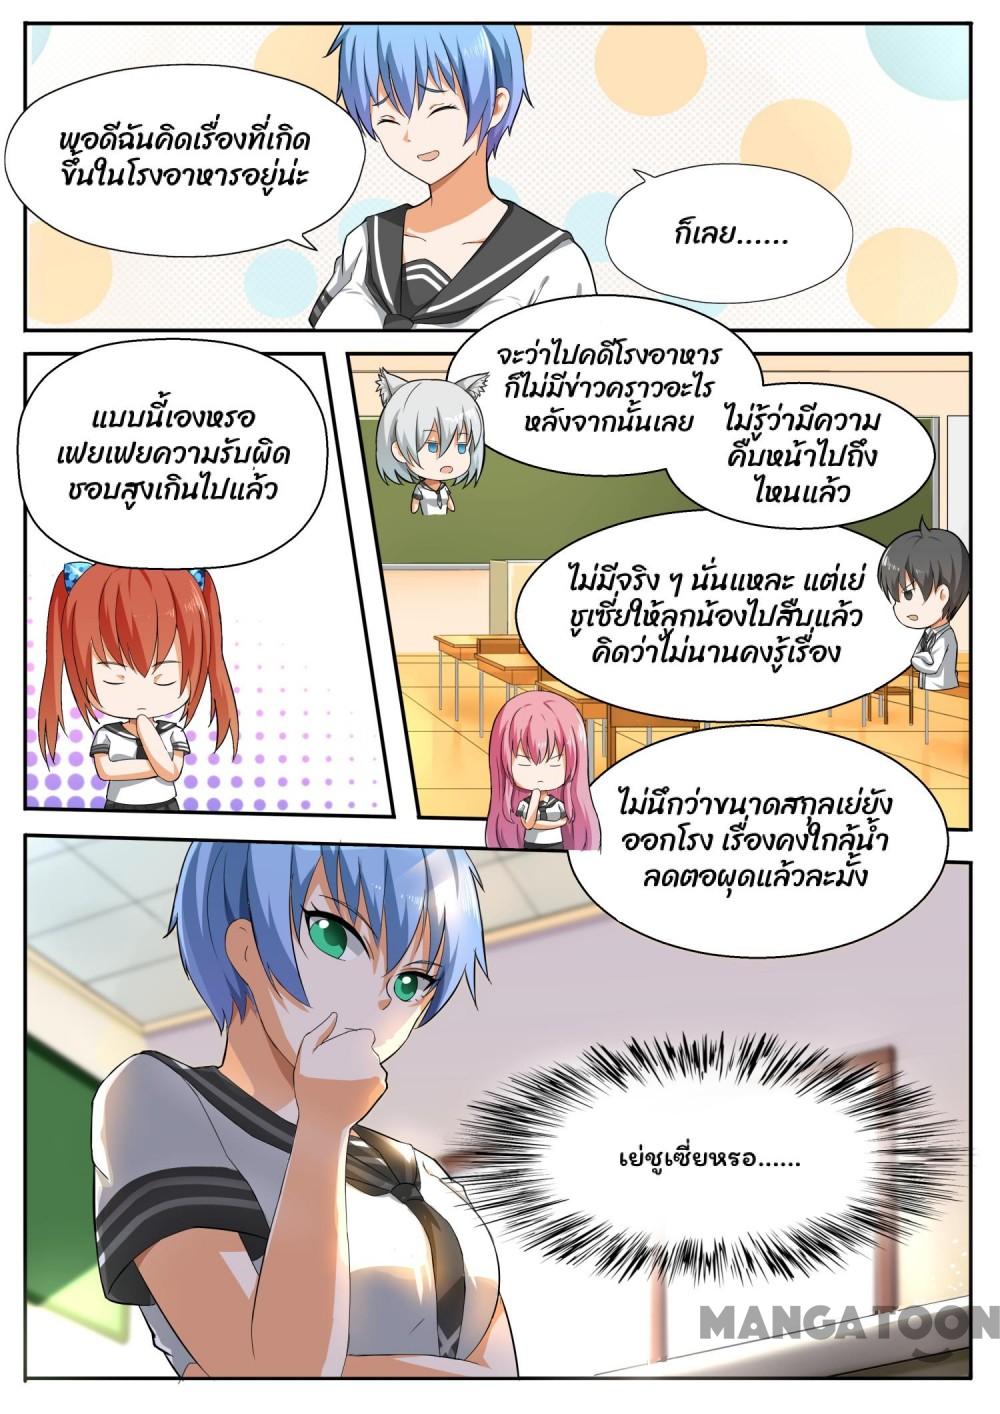 พอดีฉันคิดเรื่องที่เกิด
ขึ้นในโรงอาหารอยู่น่ะ
ก็เลย......
แบบนี้เองหรอ
เฟยเฟยความรับผิด
ชอบสูงเกินไปแล้ว
จะว่าไปคดีโรงอาหาร
ก็ไม่มีข่าวคราวอะไร
หลังจากนั้นเลย
ไม่รู้ว่ามีความ
คืบหน้าไปถึง
ไหนแล้ว
ไม่มีจริง ๆ นั่นแหละ แต่เย่
ชูเซี่ยให้ลูกน้องไปสืบแล้ว
คิดว่าไม่นานคงรู้เรื่อง
ไม่นึกว่าขนาดสกุลเย่ยัง
ออกโรง เรื่องคงใกล้น้ำ
ลดตอผุดแล้วละมั้ง
เย่ชูเซี่ยหรอ......
MANGATOON